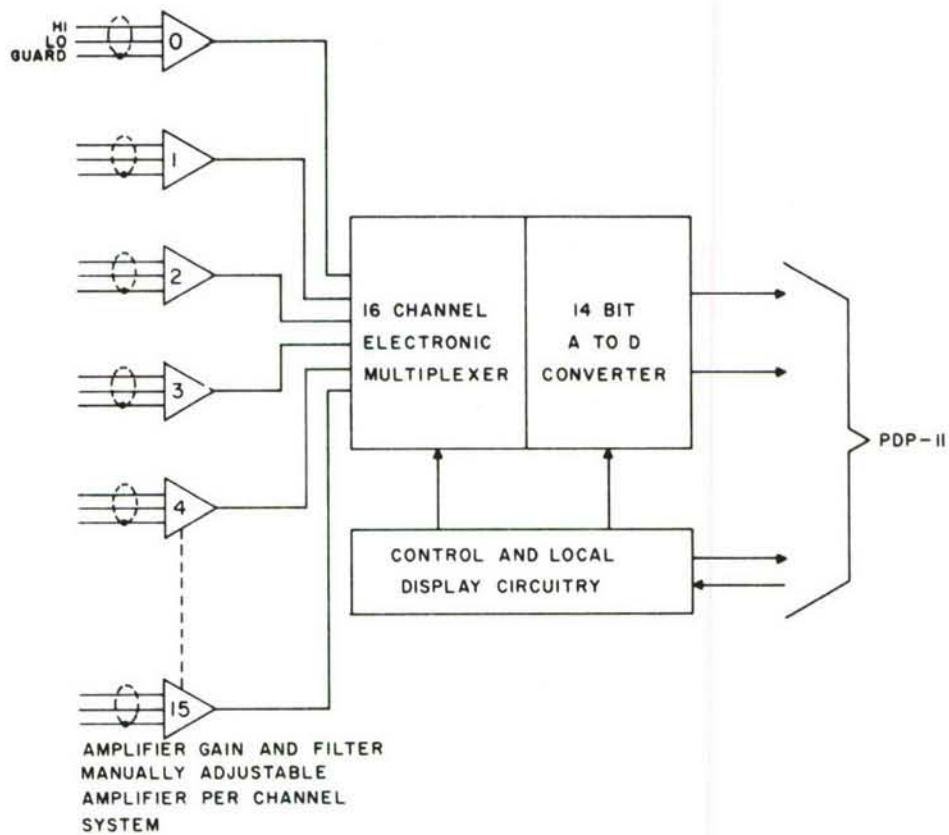 HI
LO
GUARD
0
1
2
3
4
15
16 CHANNEL
ELECTRONIC
MULTIPLEXER
14 BIT
A TO D
CONVERTER
PDP-11
CONTROL AND LOCAL
DISPLAY CIRCUITRY
AMPLIFIER GAIN AND FILTER
MANUALLY ADJUSTABLE
AMPLIFIER PER CHANNEL
SYSTEM